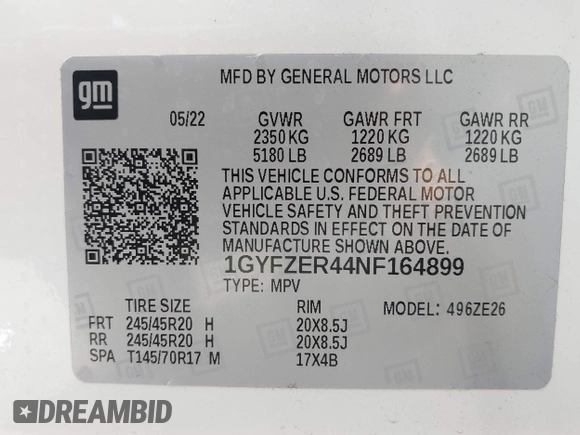 gm
MFD BY GENERAL MOTORS LLC
05/22 GVWR GAWR FRT GAWR RR
2350 KG 1220 KG 1220 KG
5180 LB 2689 LB 2689 LB
THIS VEHICLE CONFORMS TO ALL
APPLICABLE U.S. FEDERAL MOTOR
VEHICLE SAFETY AND THEFT PREVENTION
STANDARDS IN EFFECT ON THE DATE OF
MANUFACTURE SHOWN ABOVE.
1GYFZER44NF164899
TYPE: MPV
TIRE SIZE RIM MODEL: 496ZE26
FRT 245/45R20 H 20X8.5J
RR 245/45R20 H 20X8.5J
SPA T145/70R17 M 17X4B
DREAMBID